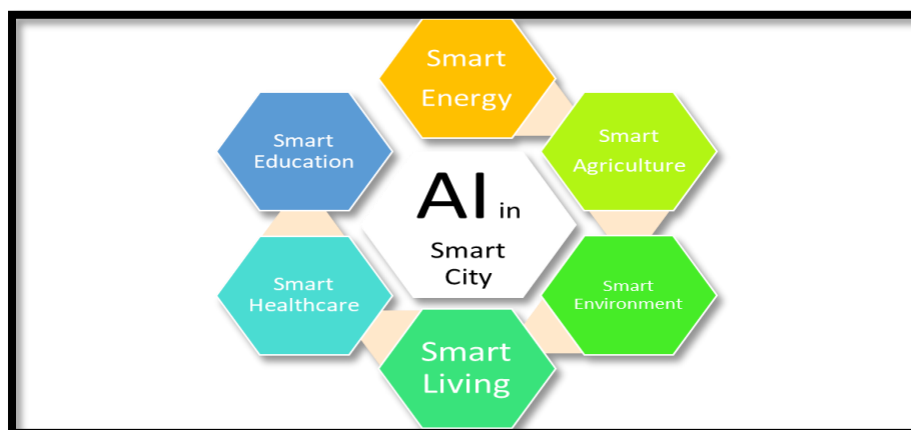 Smart
Energy
Smart
Education
Smart
Agriculture
AI in
Smart
City
Smart
Healthcare
Smart
Environment
Smart
Living